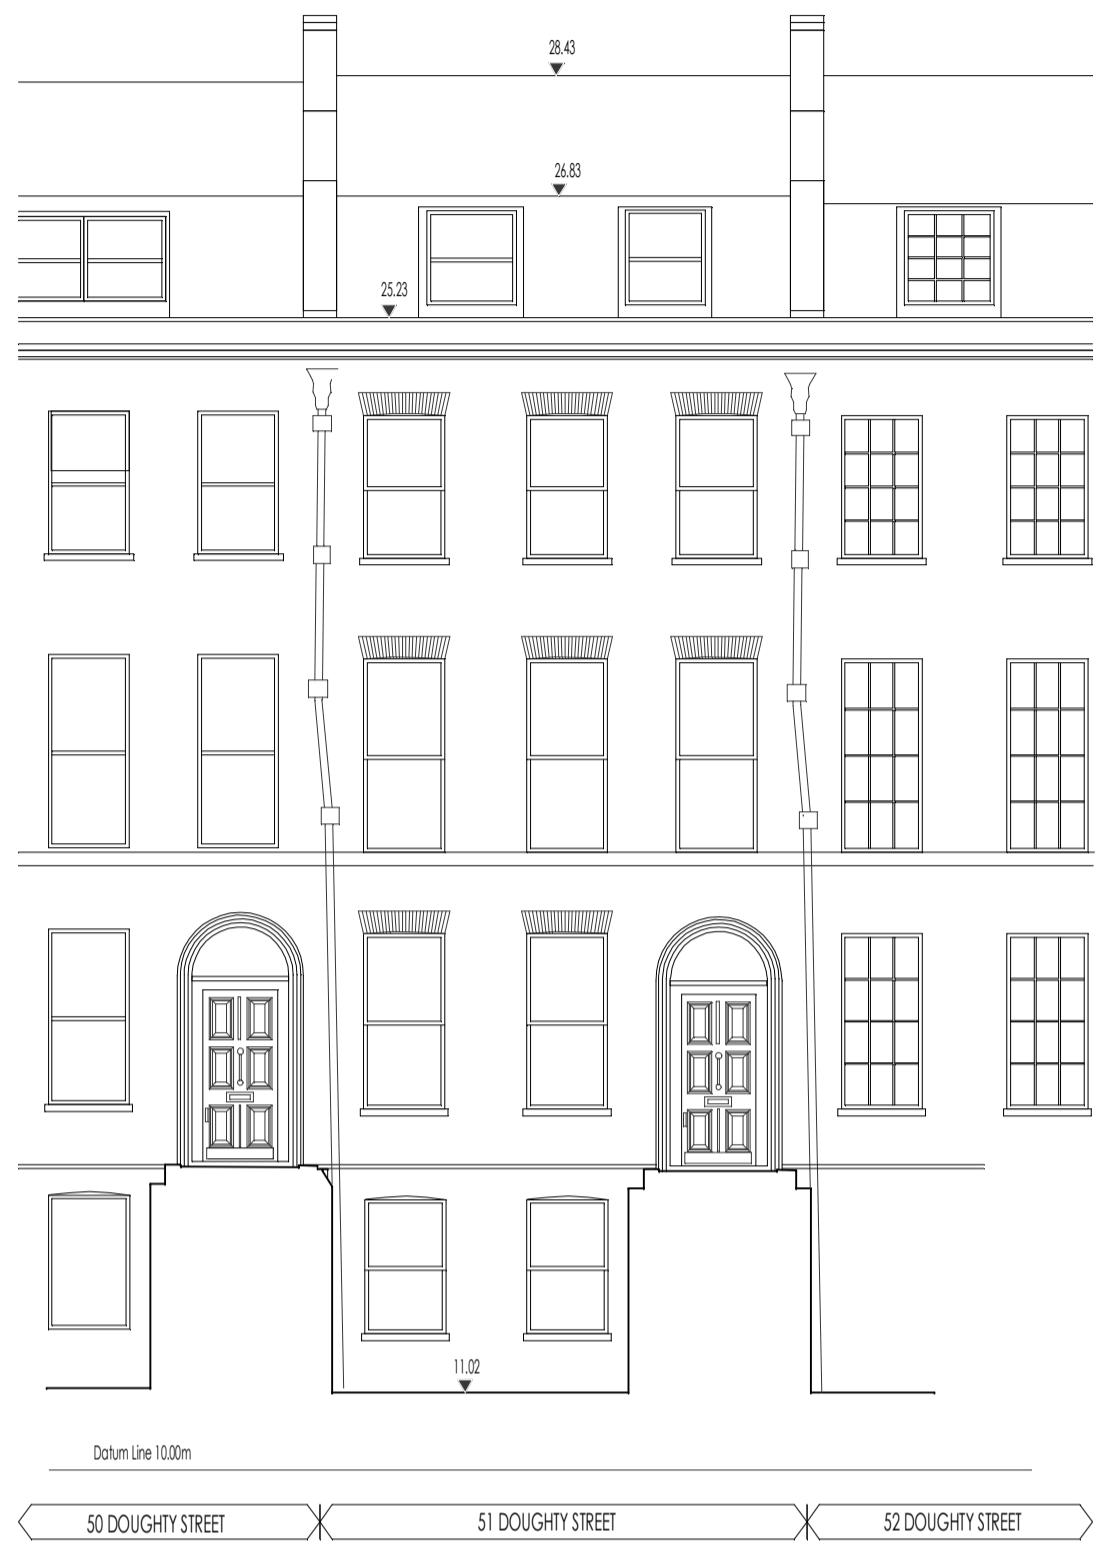 28.43
26.83
25.23
11.02
Datum Line 10.00m
50 DOUGHTY STREET
51 DOUGHTY STREET
52 DOUGHTY STREET